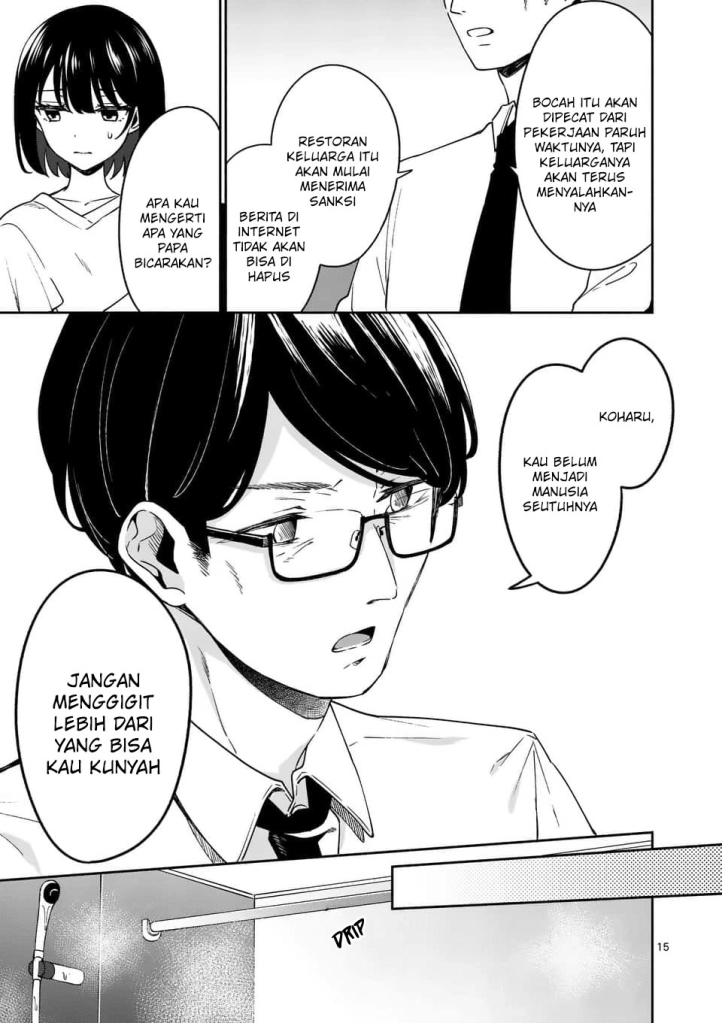 BOCAH ITU AKAN
DIPECAT DARI
PEKERJAAN PARUH
WAKTUNYA, TAPI
KELUARGANYA
AKAN TERUS
MENYALAHKAN-
NYA
RESTORAN
KELUARGA ITU
AKAN MULAI
MENERIMA
SANKSI
BERITA DI
INTERNET
TIDAK AKAN
BISA DI
HAPUS
APA KAU
MENGERTI
APA YANG
PAPA
BICARAKAN?
KOHARU,
KAU BELUM
MENJADI
MANUSIA
SEUTUHNYA
JANGAN
MENGGIGIT
LEBIH DARI
YANG BISA
KAU KUNYAH
DRIP
15